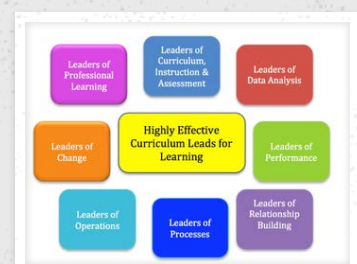 Leaders of
Professional
Learning
Leaders of
Curriculum,
Instruction &
Assessment
Leaders of
Data Analysis
Leaders of
Change
Highly Effective
Curriculum Leads for
Learning
Leaders of
Performance
Leaders of
Operations
Leaders of
Processes
Leaders of
Relationship
Building